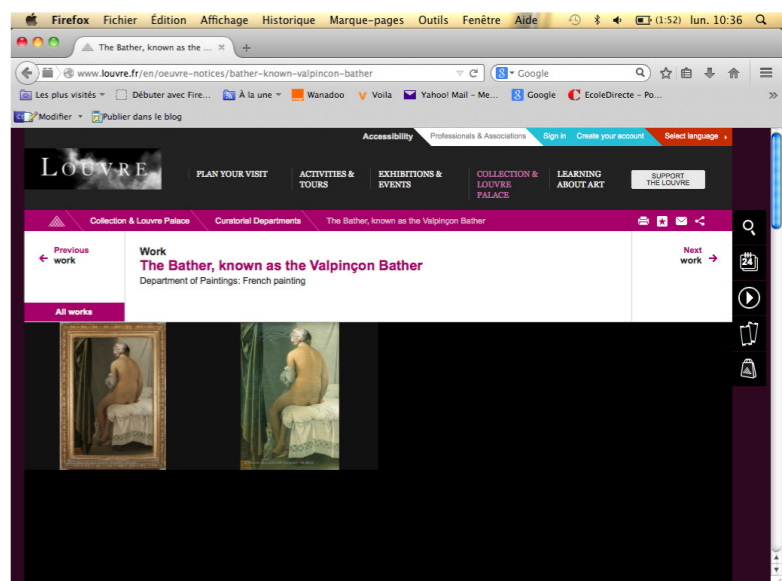 Firefox Fichier Édition Affichage Historique Marque-pages Outils Fenêtre Aide (1:52) lun. 10:36
The Bather, known as the ...
www.louvre.fr/en/oeuvre-notices/bather-known-valpincon-bather Google
Les plus visités Débuter avec Fire... À la une Wanadoo Voila Yahoo! Mail – Me... Google EcoleDirecte – Po...
Modifier Publier dans le blog
Accessibility Professionals & Associations Sign in Create your account Select language
LOUVRE
PLAN YOUR VISIT
ACTIVITIES &
TOURS
EXHIBITIONS &
EVENTS
COLLECTION &
LOUVRE
PALACE
LEARNING
ABOUT ART
SUPPORT
THE LOUVRE
Collection & Louvre Palace Curatorial Departments The Bather, known as the Valpinçon Bather
Previous
work
Work
The Bather, known as the Valpinçon Bather
Department of Paintings: French painting
Next
work
24
All works